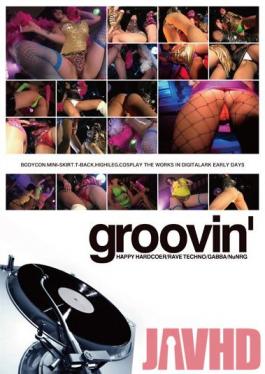 BODYCON.MINI-SKIRT.T-BACK.HIGHILEG.COSPLAY THE WORKS IN DIGITALARK EARLY DAYS
groovin'
HAPPY HARDCOER/RAVE TECHNO/GABBA/NuNRG
JAVHD